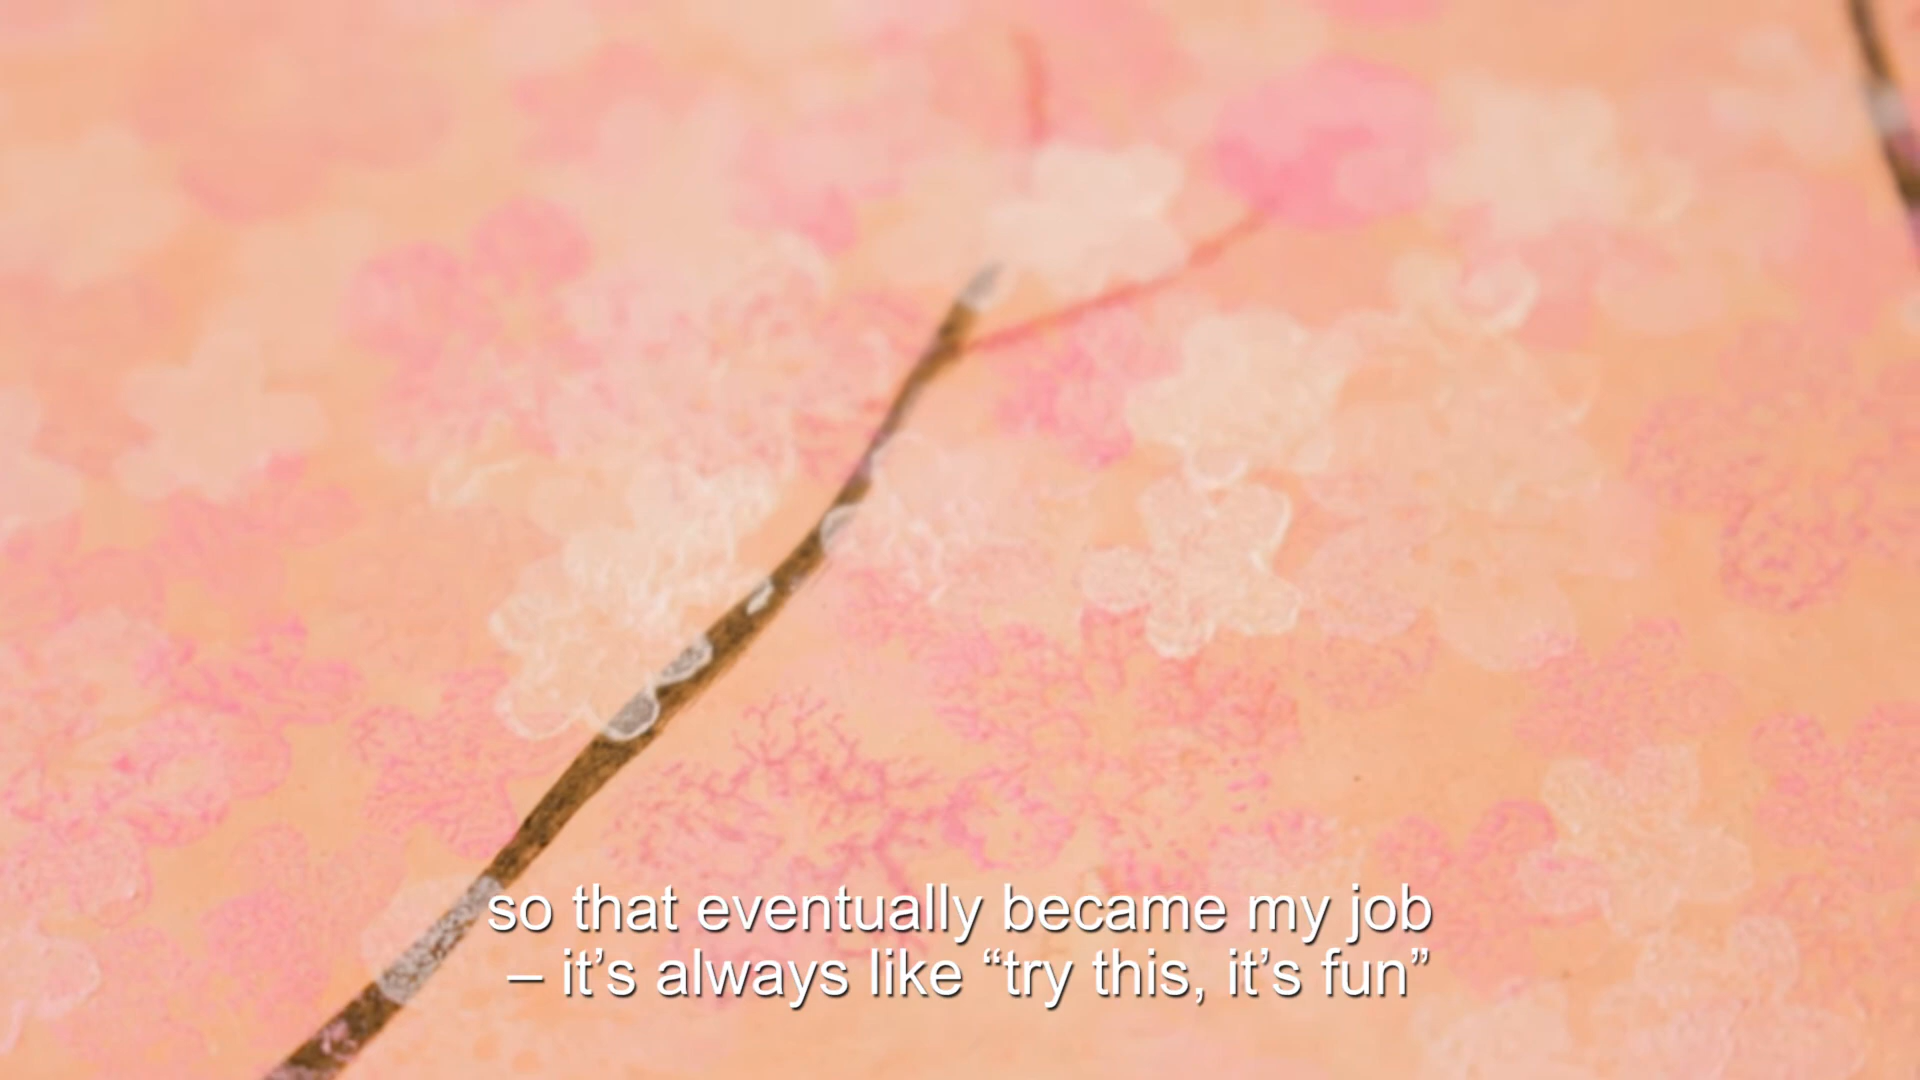 so that eventually became my job
– it’s always like “try this, it’s fun”